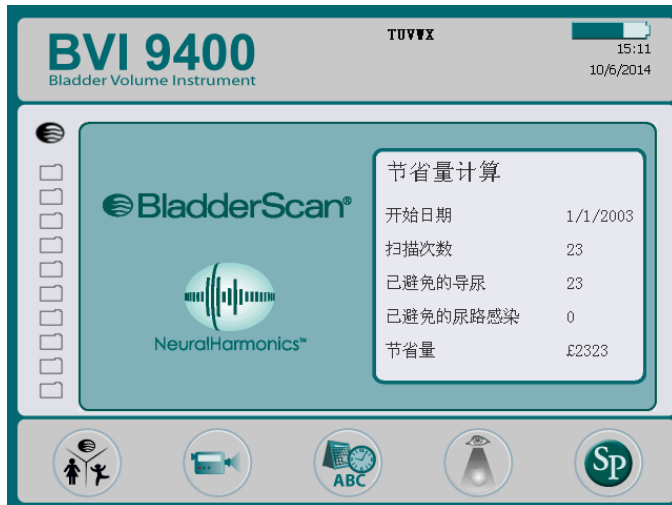 BVI 9400
Bladder Volume Instrument
TUVWX
15:11
10/6/2014
BladderScan®
NeuralHarmonics™
节省量计算
开始日期 1/1/2003
扫描次数 23
已避免的导尿 23
已避免的尿路感染 0
节省量 £2323
ABC
SP